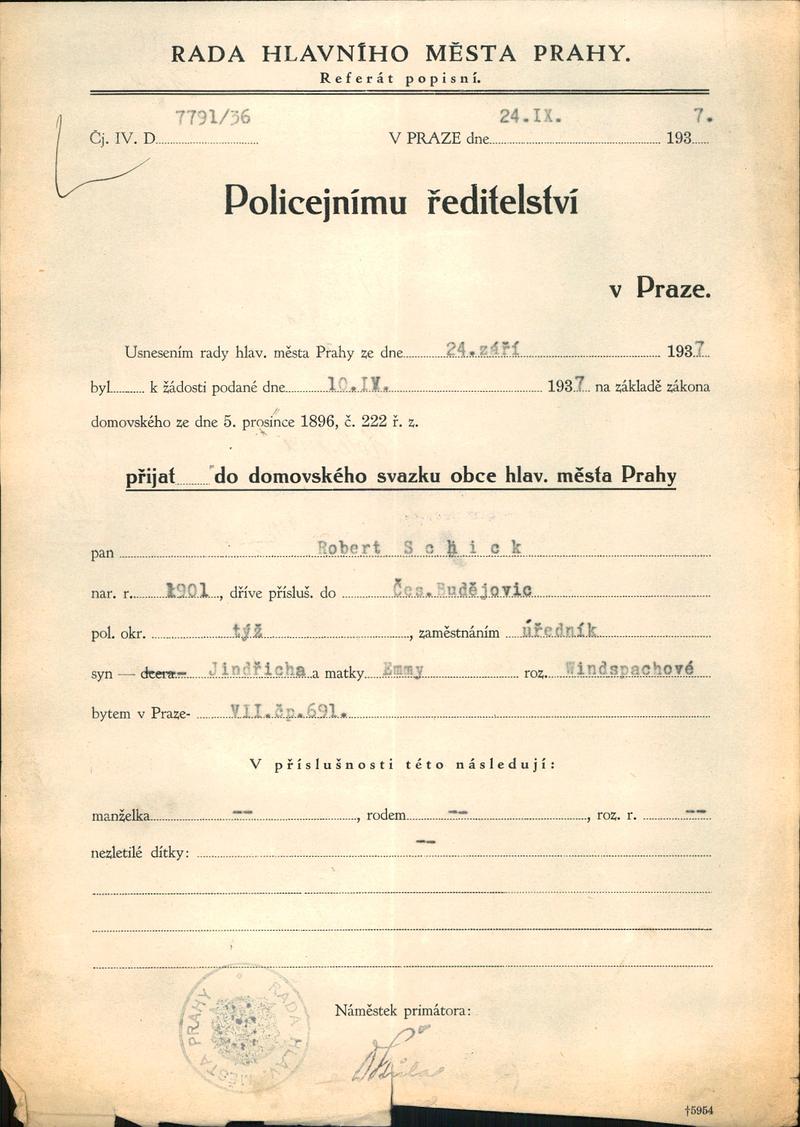 RADA HLAVNÍHO MĚSTA PRAHY.
Referát popisní.
Čj. IV. D 7791/36 V PRAZE dne 24.IX. 193 7.
Policejnímu ředitelství
v Praze.
Usnesením rady hlav. města Prahy ze dne 24.září 1937
byl k žádosti podané dne 10.IV. 1937 na základě zákona
domovského ze dne 5. prosince 1896, č. 222 ř. z.
přijat do domovského svazku obce hlav. města Prahy
pan Robert Schick
nar. r. 1901, dříve přísluš. do Čes.Budějovic
pol. okr. týž, zaměstnáním úředník
syn — dcera Jindřicha a matky Emmy roz. Windspachové
bytem v Praze- VII.čp.691.
V příslušnosti této následují:
manželka --, rodem --, roz. r. --
nezletilé dítky: --
RADA HLAV. MĚSTA PRAHY
Náměstek primátora:
†5954